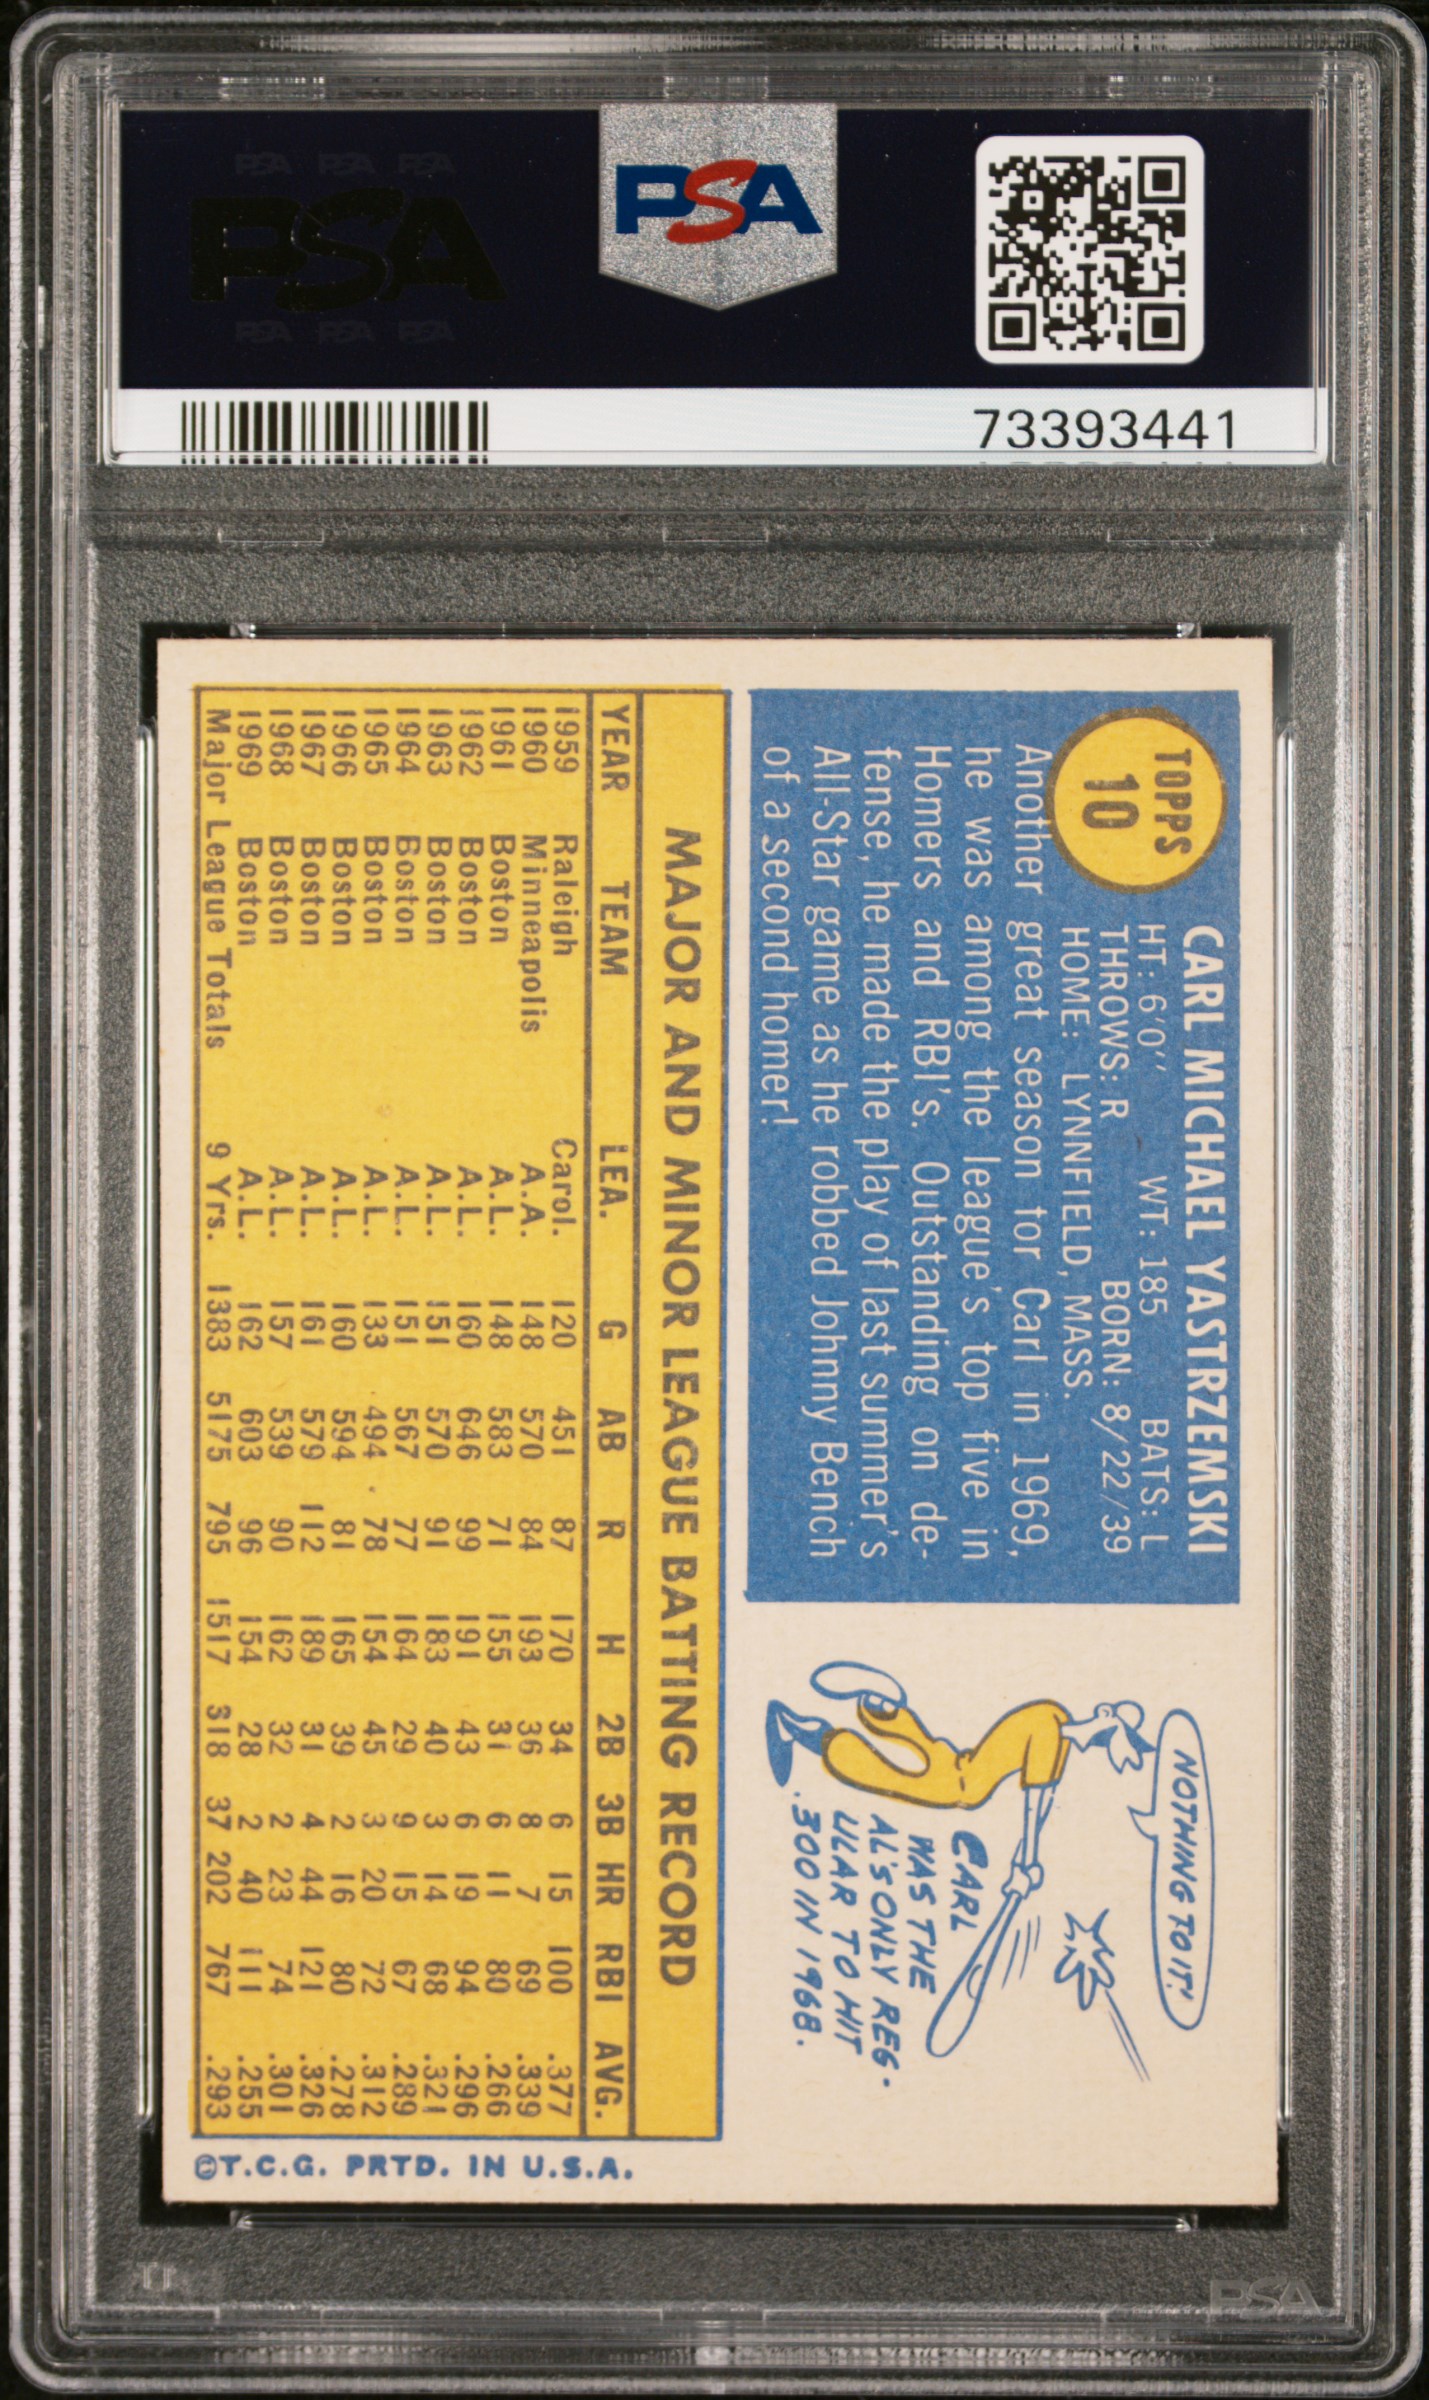 PSA PSA PSA
PSA
PSA PSA PSA
PSA
73393441
TOPPS
10
CARL MICHAEL YASTRZEMSKI
HT: 6'0" WT: 185 BATS: L
THROWS: R BORN: 8/22/39
HOME: LYNNFIELD, MASS.
Another great season for Carl in 1969,
he was among the league's top five in
Homers and RBI's. Outstanding on de-
fense, he made the play of last summer's
All-Star game as he robbed Johnny Bench
of a second homer!
NOTHING TO IT!
CARL
WAS THE
AL'S ONLY REG-
ULAR TO HIT
.300 IN 1968.
MAJOR AND MINOR LEAGUE BATTING RECORD
YEAR TEAM LEA. G AB R H 2B 3B HR RBI AVG.
1959 Raleigh Carol. 120 451 87 170 34 6 15 100 .377
1960 Minneapolis A.A. 148 570 84 193 36 8 7 69 .339
1961 Boston A.L. 148 583 71 155 31 6 11 80 .266
1962 Boston A.L. 160 646 99 191 43 6 19 94 .296
1963 Boston A.L. 151 570 91 183 40 3 14 68 .321
1964 Boston A.L. 151 567 77 164 29 9 15 67 .289
1965 Boston A.L. 133 494 78 154 45 3 20 72 .312
1966 Boston A.L. 160 594 81 165 39 2 16 80 .278
1967 Boston A.L. 161 579 112 189 31 4 44 121 .326
1968 Boston A.L. 157 539 90 162 32 2 23 74 .301
1969 Boston A.L. 162 603 96 154 28 2 40 111 .255
Major League Totals 9 Yrs. 1383 5175 795 1517 318 37 202 767 .293
©T.C.G. PRTD. IN U.S.A.
PSA